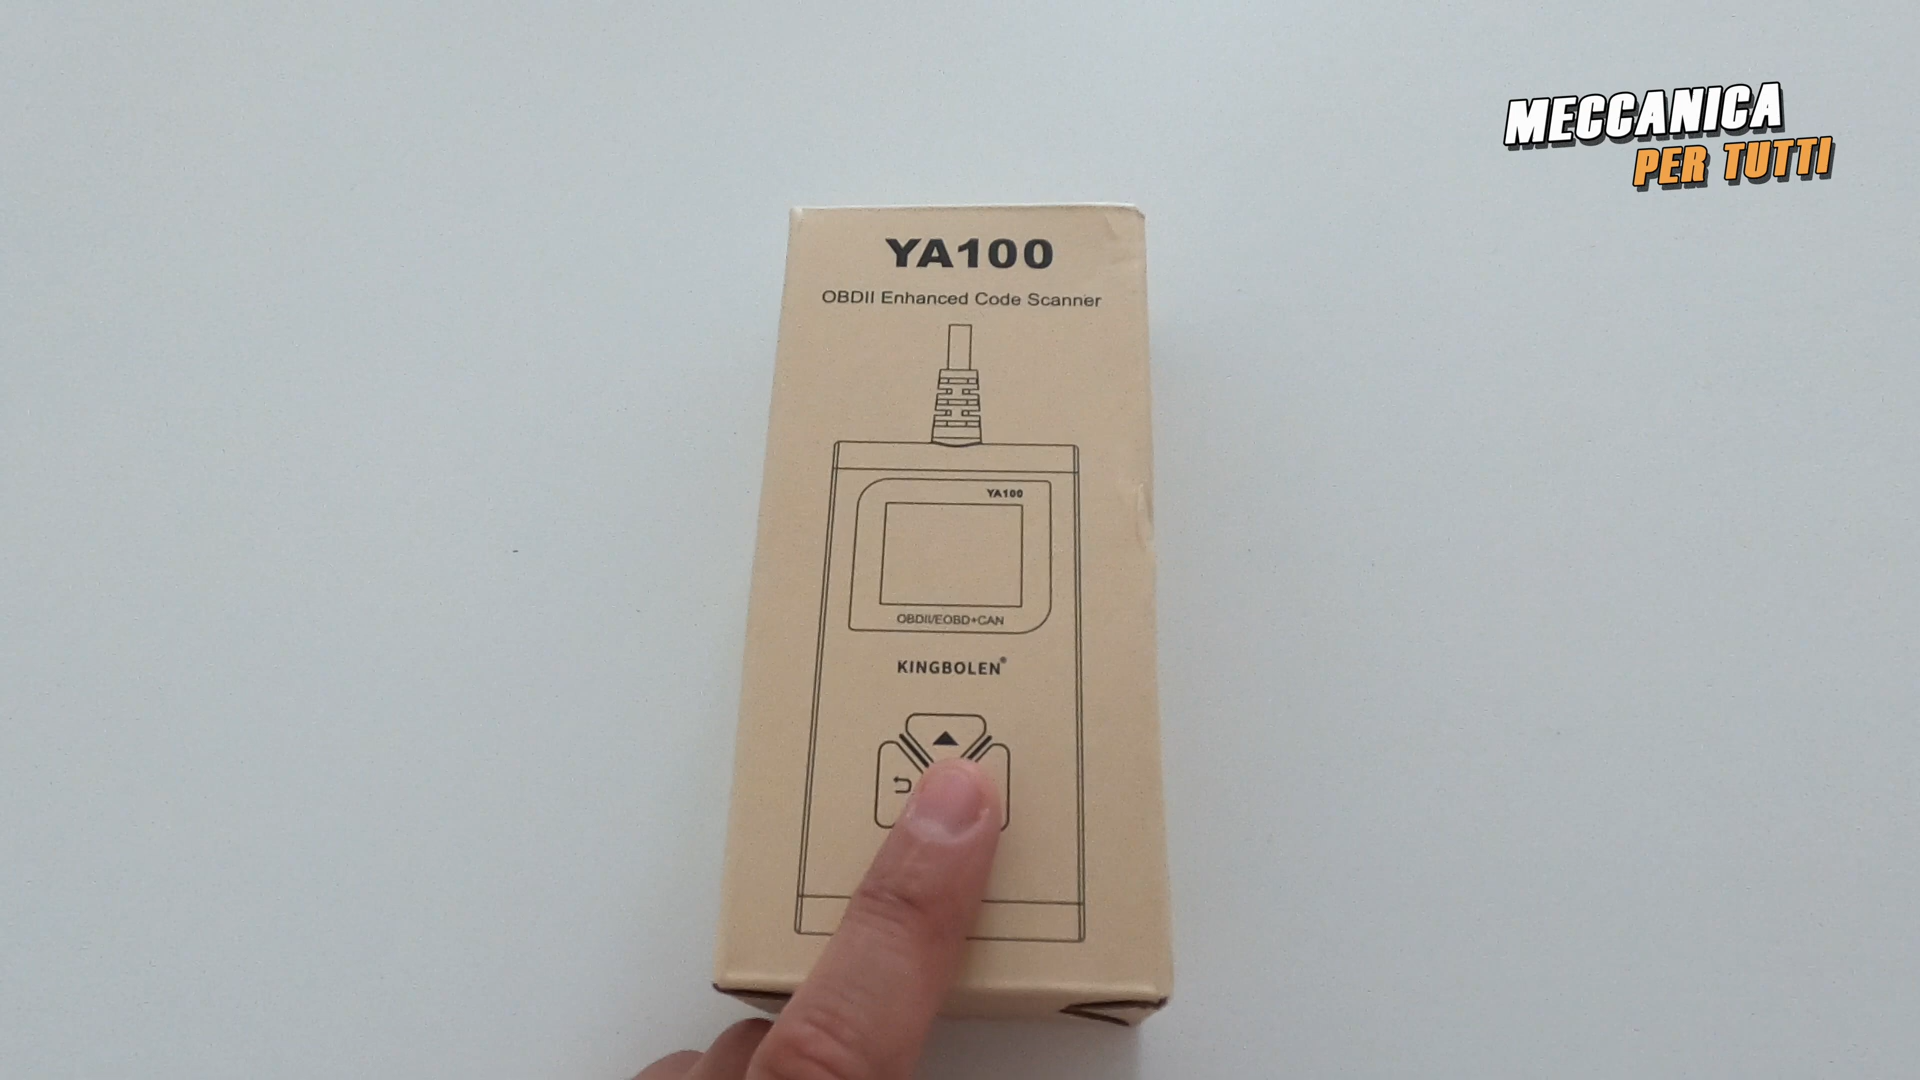 MECCANICA
PER TUTTI
YA100
OBDII Enhanced Code Scanner
YA100
OBDII/EOBD+CAN
KINGBOLEN®